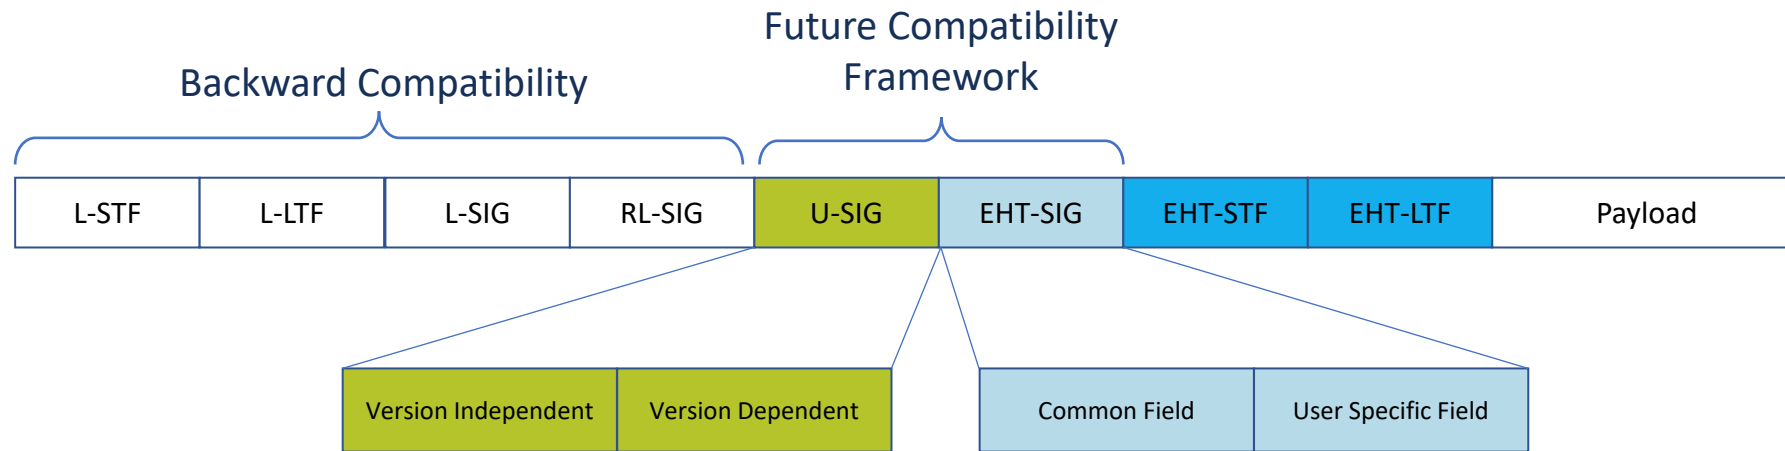 Future Compatibility
Framework
Backward Compatibility
L-STF
L-LTF
L-SIG
RL-SIG
U-SIG
EHT-SIG
EHT-STF
EHT-LTF
Payload
Version Independent
Version Dependent
Common Field
User Specific Field